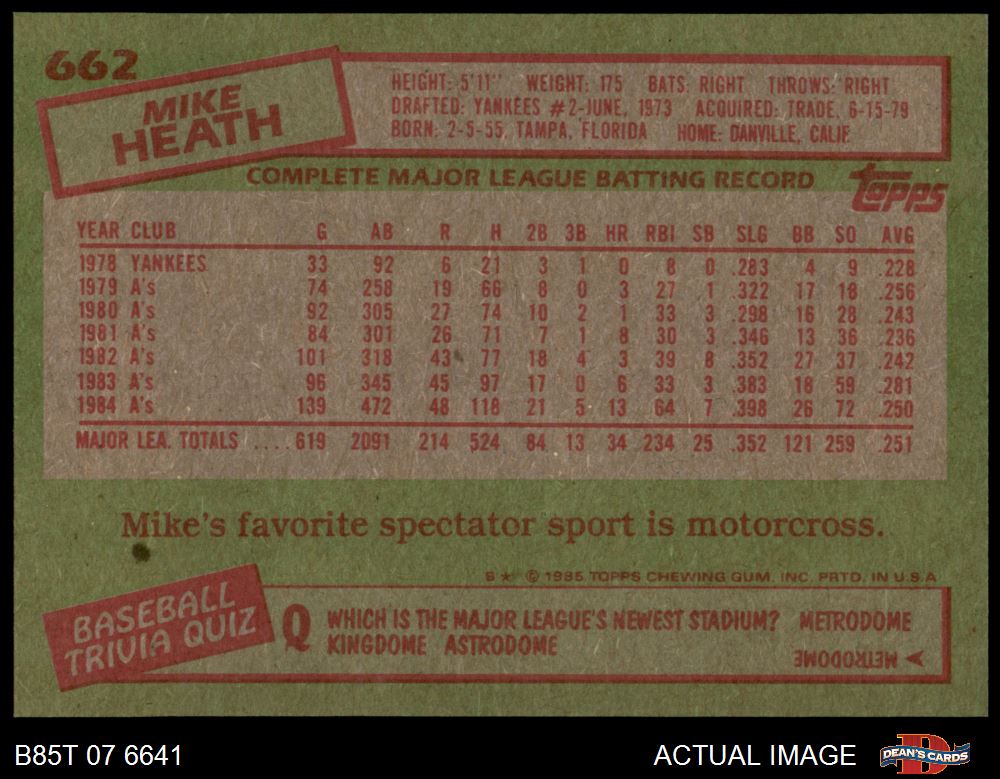 662
MIKE
HEATH
HEIGHT: 5'11" WEIGHT: 175 BATS: RIGHT THROWS: RIGHT
DRAFTED: YANKEES #2-JUNE, 1973 ACQUIRED: TRADE, 6-15-79
BORN: 2-5-55, TAMPA, FLORIDA HOME: DANVILLE, CALIF.
COMPLETE MAJOR LEAGUE BATTING RECORD
topps
YEAR CLUB G AB R H 2B 3B HR RBI SB SLG BB SO AVG
1978 YANKEES 33 92 6 21 3 1 0 8 0 .283 4 9 .228
1979 A's 74 258 19 66 8 0 3 27 1 .322 17 18 .256
1980 A's 92 305 27 74 10 2 1 33 3 .298 16 28 .243
1981 A's 84 301 26 71 7 1 8 30 3 .346 13 36 .236
1982 A's 101 318 43 77 18 4 3 39 8 .352 27 37 .242
1983 A's 96 345 45 97 17 0 6 33 3 .383 18 59 .281
1984 A's 139 472 48 118 21 5 13 64 7 .398 26 72 .250
MAJOR LEA. TOTALS ....619 2091 214 524 84 13 34 234 25 .352 121 259 .251
Mike's favorite spectator sport is motorcross.
B★ © 1985 TOPPS CHEWING GUM, INC. PRTD. IN U.S.A
BASEBALL
TRIVIA QUIZ
Q WHICH IS THE MAJOR LEAGUE'S NEWEST STADIUM? METRODOME
KINGDOME ASTRODOME
METRODOME
B85T 07 6641
ACTUAL IMAGE
D
DEAN'S CARDS